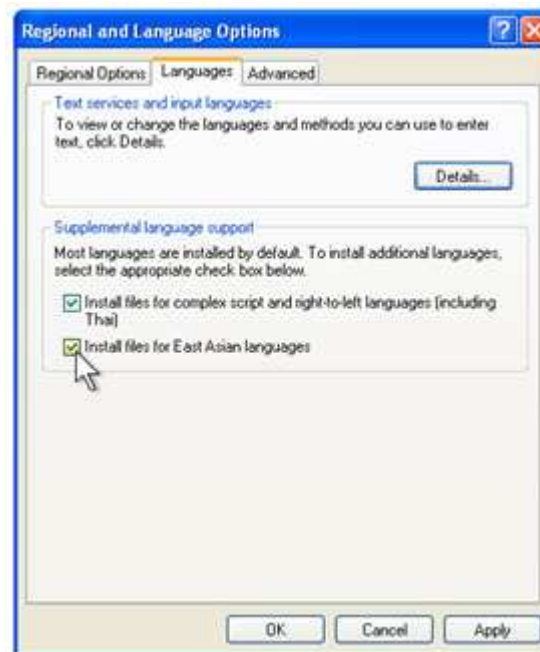 Regional and Language Options
Regional Options Languages Advanced
Text services and input languages
To view or change the languages and methods you can use to enter
text, click Details.
Details...
Supplemental language support
Most languages are installed by default. To install additional languages,
select the appropriate check box below.
Install files for complex script and right-to-left languages (including
Thai)
Install files for East Asian languages
OK Cancel Apply